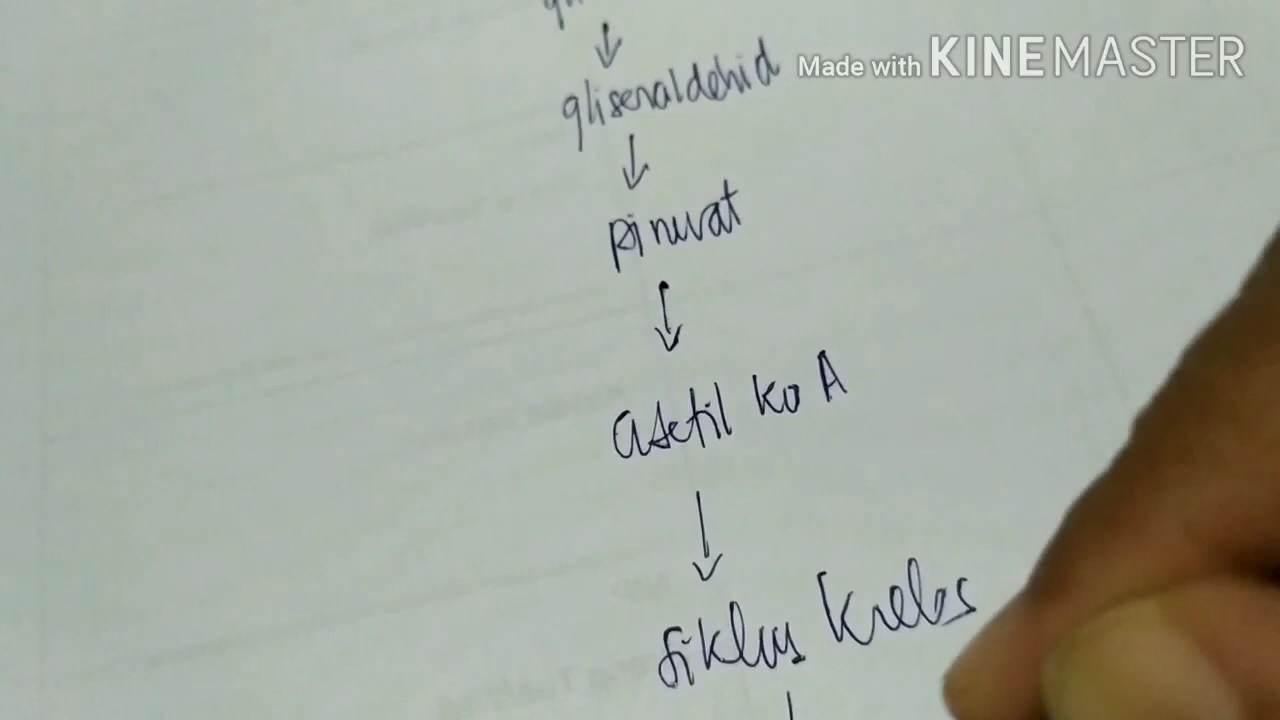 gliseraldehid
Made with KINEMASTER
piruvat
asetil ko A
siklus Krebs